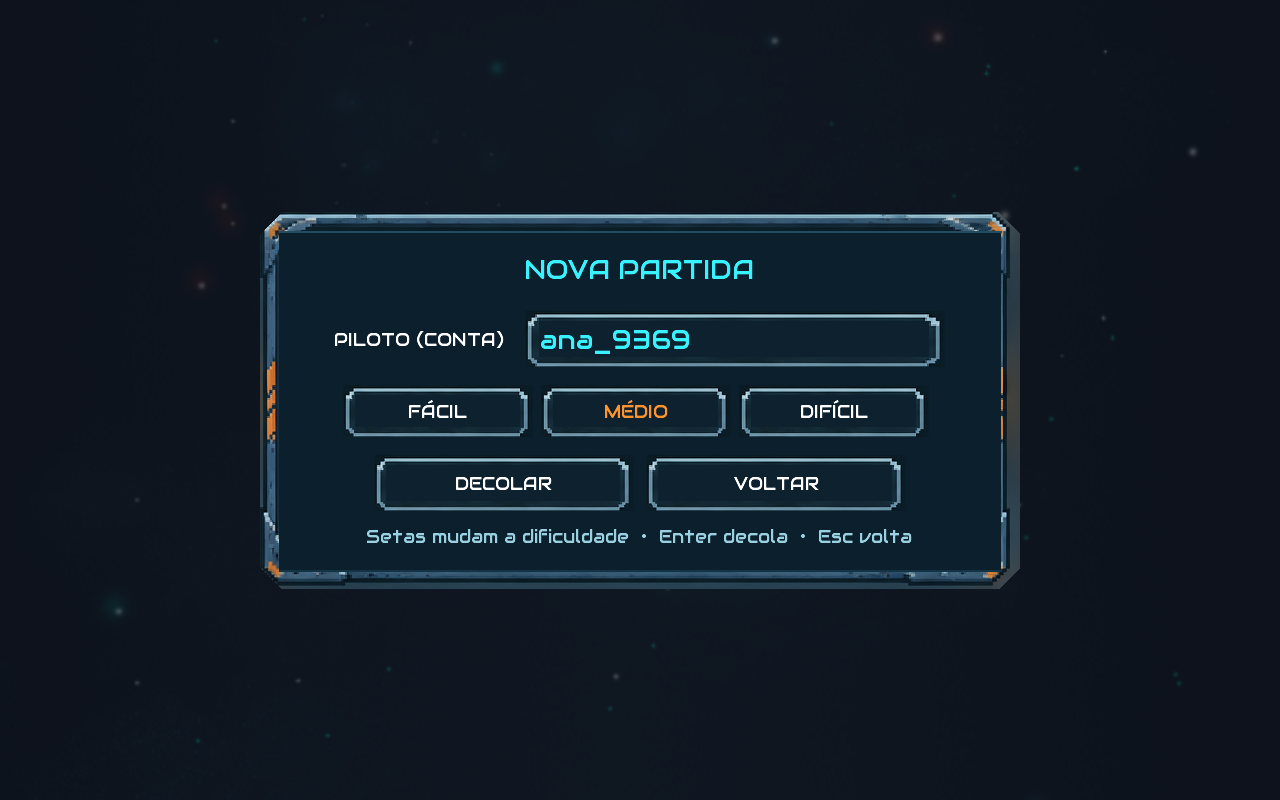 NOVA PARTIDA
PILOTO (CONTA) ana_9369
FÁCIL MÉDIO DIFÍCIL
DECOLAR VOLTAR
Setas mudam a dificuldade • Enter decola • Esc volta